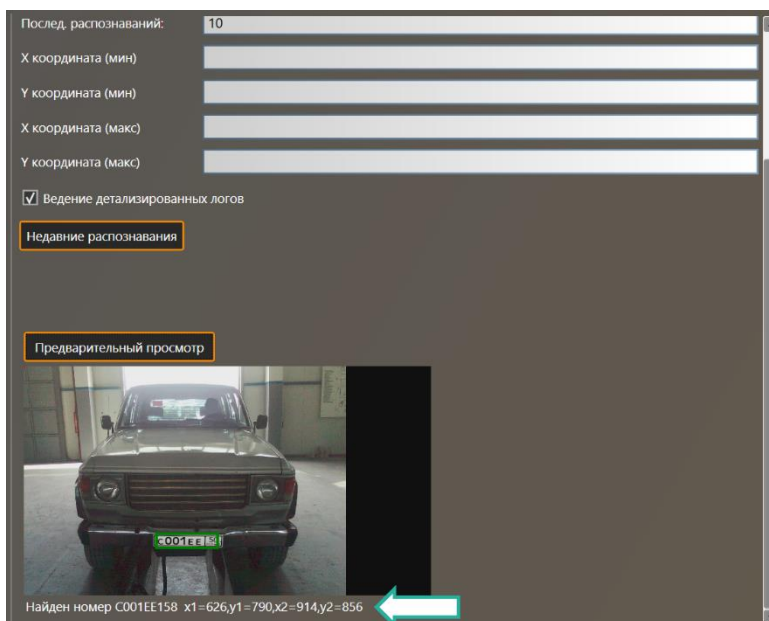 Послед. распознаваний: 10
X координата (мин)
Y координата (мин)
X координата (макс)
Y координата (макс)
Ведение детализированных логов
Недавние распознавания
Предварительный просмотр
C001EE
Найден номер C001EE158 x1=626,y1=790,x2=914,y2=856